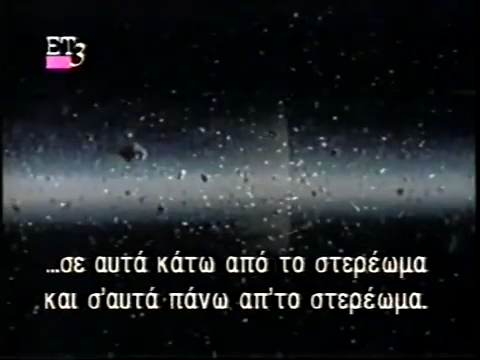 ET3
...σε αυτά κάτω από το στερέωμα
και σ'αυτά πάνω απ'το στερέωμα.